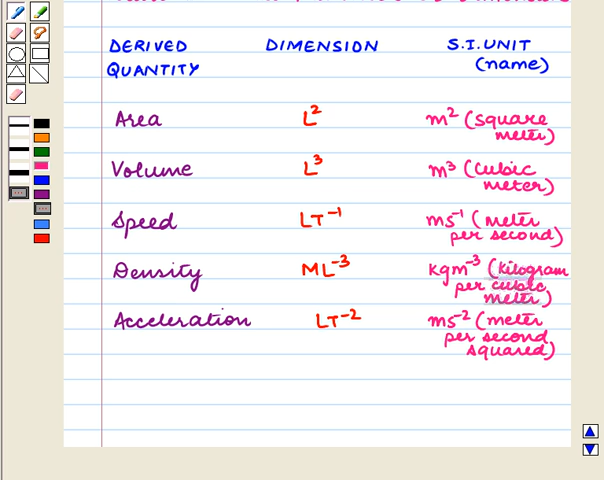 DERIVED DIMENSION S.I. UNIT
QUANTITY (name)
Area L² m² (square
meter)
Volume L³ m³ (cubic
meter)
Speed LT⁻¹ ms⁻¹ (meter
per second)
Density ML⁻³ kgm⁻³ (kilogram
per cubic
meter)
Acceleration LT⁻² ms⁻² (meter
per second
squared)